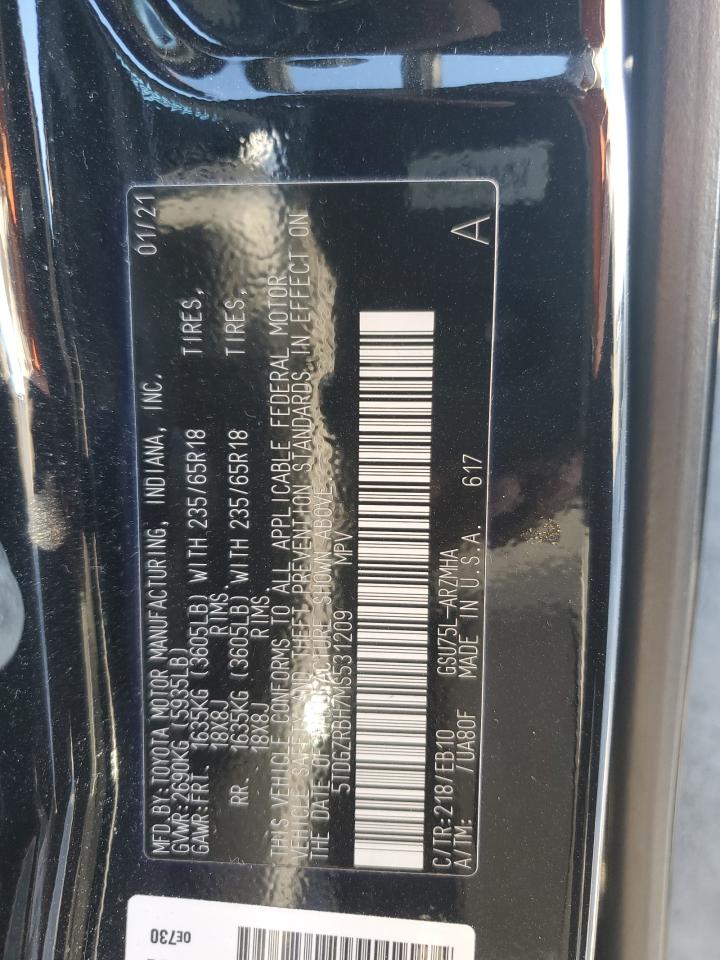 MFD.BY:TOYOTA MOTOR MANUFACTURING, INDIANA, INC. 01/21
GVWR:2690KG (5935LB)
GAWR:FRT. 1635KG (3605LB) WITH 235/65R18 TIRES,
18X8J RIMS
RR. 1635KG (3605LB) WITH 235/65R18 TIRES,
18X8J RIMS
THIS VEHICLE CONFORMS TO ALL APPLICABLE FEDERAL MOTOR
VEHICLE SAFETY AND THEFT PREVENTION STANDARDS IN EFFECT ON
THE DATE OF MANUFACTURE SHOWN ABOVE.
5TDGZRBH7MS531209 MPV
C/TR:218/EB10 GSU75L-ARZMHA
A/TM: /UA80F MADE IN U.S.A. 617 A
0E730